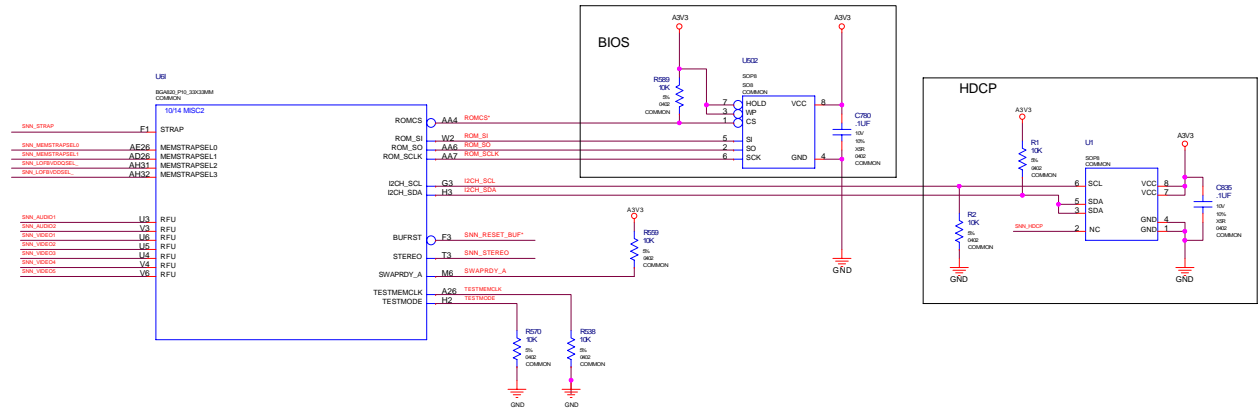 U6I
BGA820_P10_33X33MM
COMMON
10/14 MISC2
SNN_STRAP F1 STRAP
SNN_MEMSTRAPSEL0 AE26 MEMSTRAPSEL0
SNN_MEMSTRAPSEL1 AD26 MEMSTRAPSEL1
SNN_LOFBVDDQSEL_ AH31 MEMSTRAPSEL2
SNN_LOFBVDDSEL_ AH32 MEMSTRAPSEL3
SNN_AUDIO1 U3 RFU
SNN_AUDIO2 V3 RFU
SNN_VIDEO1 U6 RFU
SNN_VIDEO2 U5 RFU
SNN_VIDEO3 U4 RFU
SNN_VIDEO4 V4 RFU
SNN_VIDEO5 V6 RFU
ROMCS AA4 ROMCS*
ROM_SI W2 ROM_SI
ROM_SO AA6 ROM_SO
ROM_SCLK AA7 ROM_SCLK
I2CH_SCL G3 I2CH_SCL
I2CH_SDA H3 I2CH_SDA
BUFRST F3 SNN_RESET_BUF*
STEREO T3 SNN_STEREO
SWAPRDY_A M6 SWAPRDY_A
TESTMEMCLK A26 TESTMEMCLK
TESTMODE H2 TESTMODE
A3V3
R559
10K
5%
0402
COMMON
R570
10K
5%
0402
COMMON
GND
R538
10K
5%
0402
COMMON
GND
BIOS
A3V3
R589
10K
5%
0402
COMMON
U502
SOP8
SO8
COMMON
7 HOLD
3 WP
1 CS
5 SI
2 SO
6 SCK
VCC 8
GND 4
A3V3
C780
.1UF
10V
10%
X5R
0402
COMMON
GND
HDCP
A3V3
R1
10K
5%
0402
COMMON
R2
10K
5%
0402
COMMON
GND
U1
SOP8
COMMON
6 SCL
5 SDA
3 SDA
SNN_HDCP 2 NC
VCC 8
VCC 7
GND 4
GND 1
A3V3
C835
.1UF
10V
10%
X5R
0402
COMMON
GND